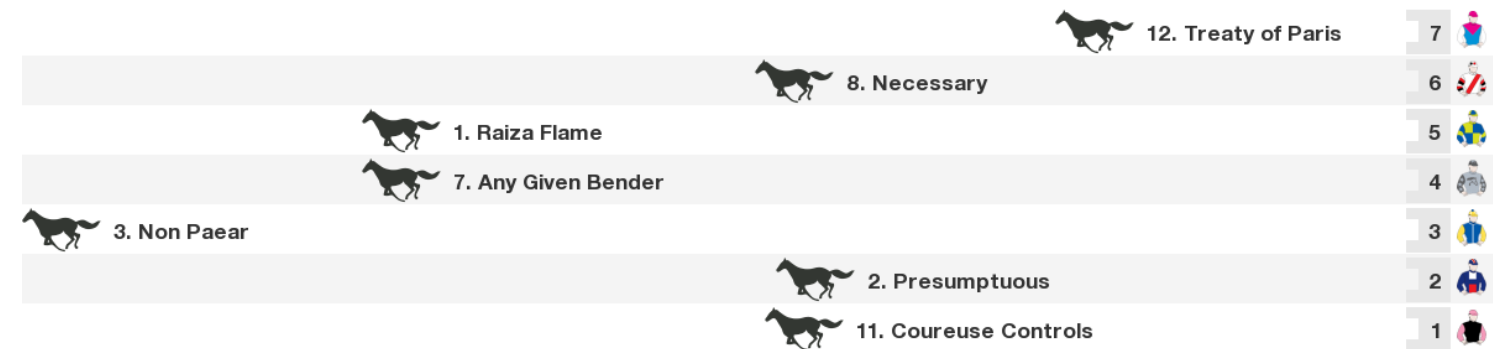 12. Treaty of Paris 7
8. Necessary 6
1. Raiza Flame 5
7. Any Given Bender 4
3. Non Paear 3
2. Presumptuous 2
11. Coureuse Controls 1